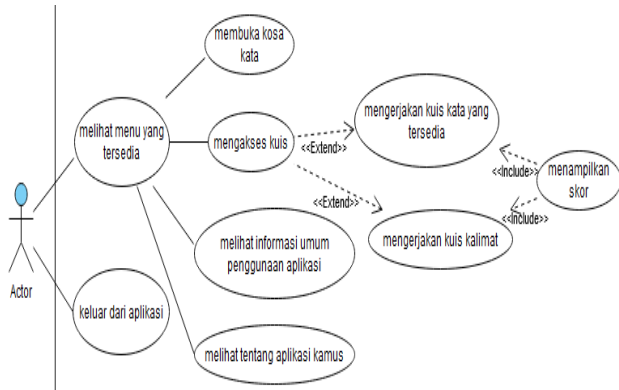 membuka kosa
kata
melihat menu yang
tersedia
mengakses kuis
<<Extend>>
mengerjakan kuis kata yang
tersedia
<<Include>>
menampilkan
skor
<<Extend>>
<<Include>>
mengerjakan kuis kalimat
melihat informasi umum
penggunaan aplikasi
Actor
keluar dari aplikasi
melihat tentang aplikasi kamus